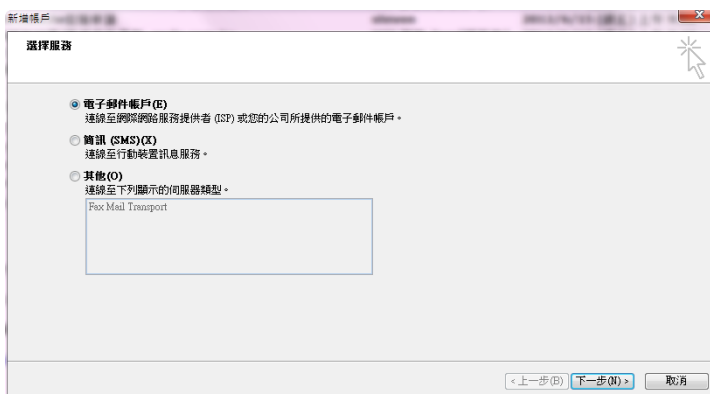 新增帳戶
選擇服務
電子郵件帳戶(E)
連線至網際網路服務提供者 (ISP) 或您的公司所提供的電子郵件帳戶。
簡訊 (SMS)(X)
連線至行動裝置訊息服務。
其他(O)
連線至下列顯示的伺服器類型。
Fax Mail Transport
<上一步(B) 下一步(N) > 取消